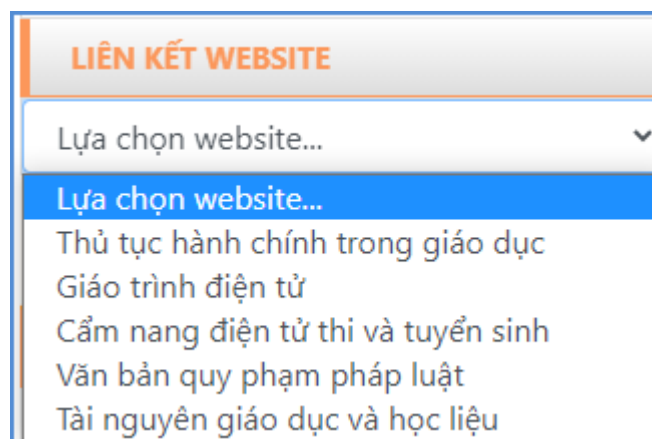 LIÊN KẾT WEBSITE
Lựa chọn website...
Lựa chọn website...
Thủ tục hành chính trong giáo dục
Giáo trình điện tử
Cẩm nang điện tử thi và tuyển sinh
Văn bản quy phạm pháp luật
Tài nguyên giáo dục và học liệu